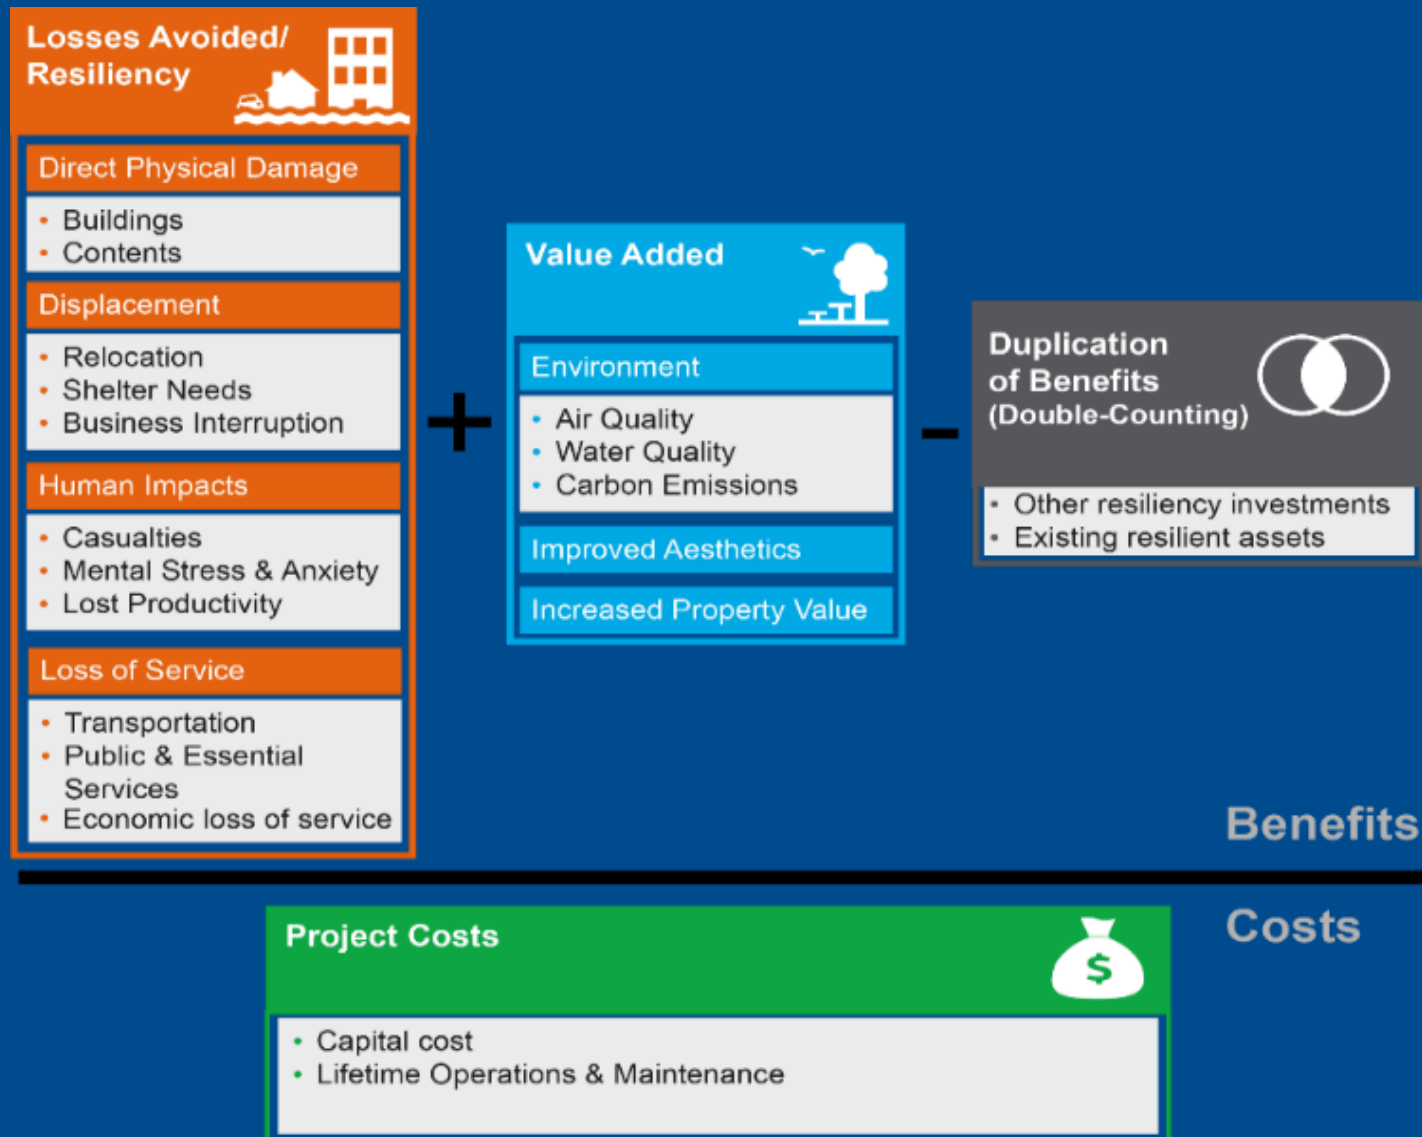 Losses Avoided/
Resiliency
Direct Physical Damage
• Buildings
• Contents
Displacement
• Relocation
• Shelter Needs
• Business Interruption
Human Impacts
• Casualties
• Mental Stress & Anxiety
• Lost Productivity
Loss of Service
• Transportation
• Public & Essential
Services
• Economic loss of service
+
Value Added
Environment
• Air Quality
• Water Quality
• Carbon Emissions
Improved Aesthetics
Increased Property Value
-
Duplication
of Benefits
(Double-Counting)
• Other resiliency investments
• Existing resilient assets
Benefits
Costs
Project Costs
$
• Capital cost
• Lifetime Operations & Maintenance